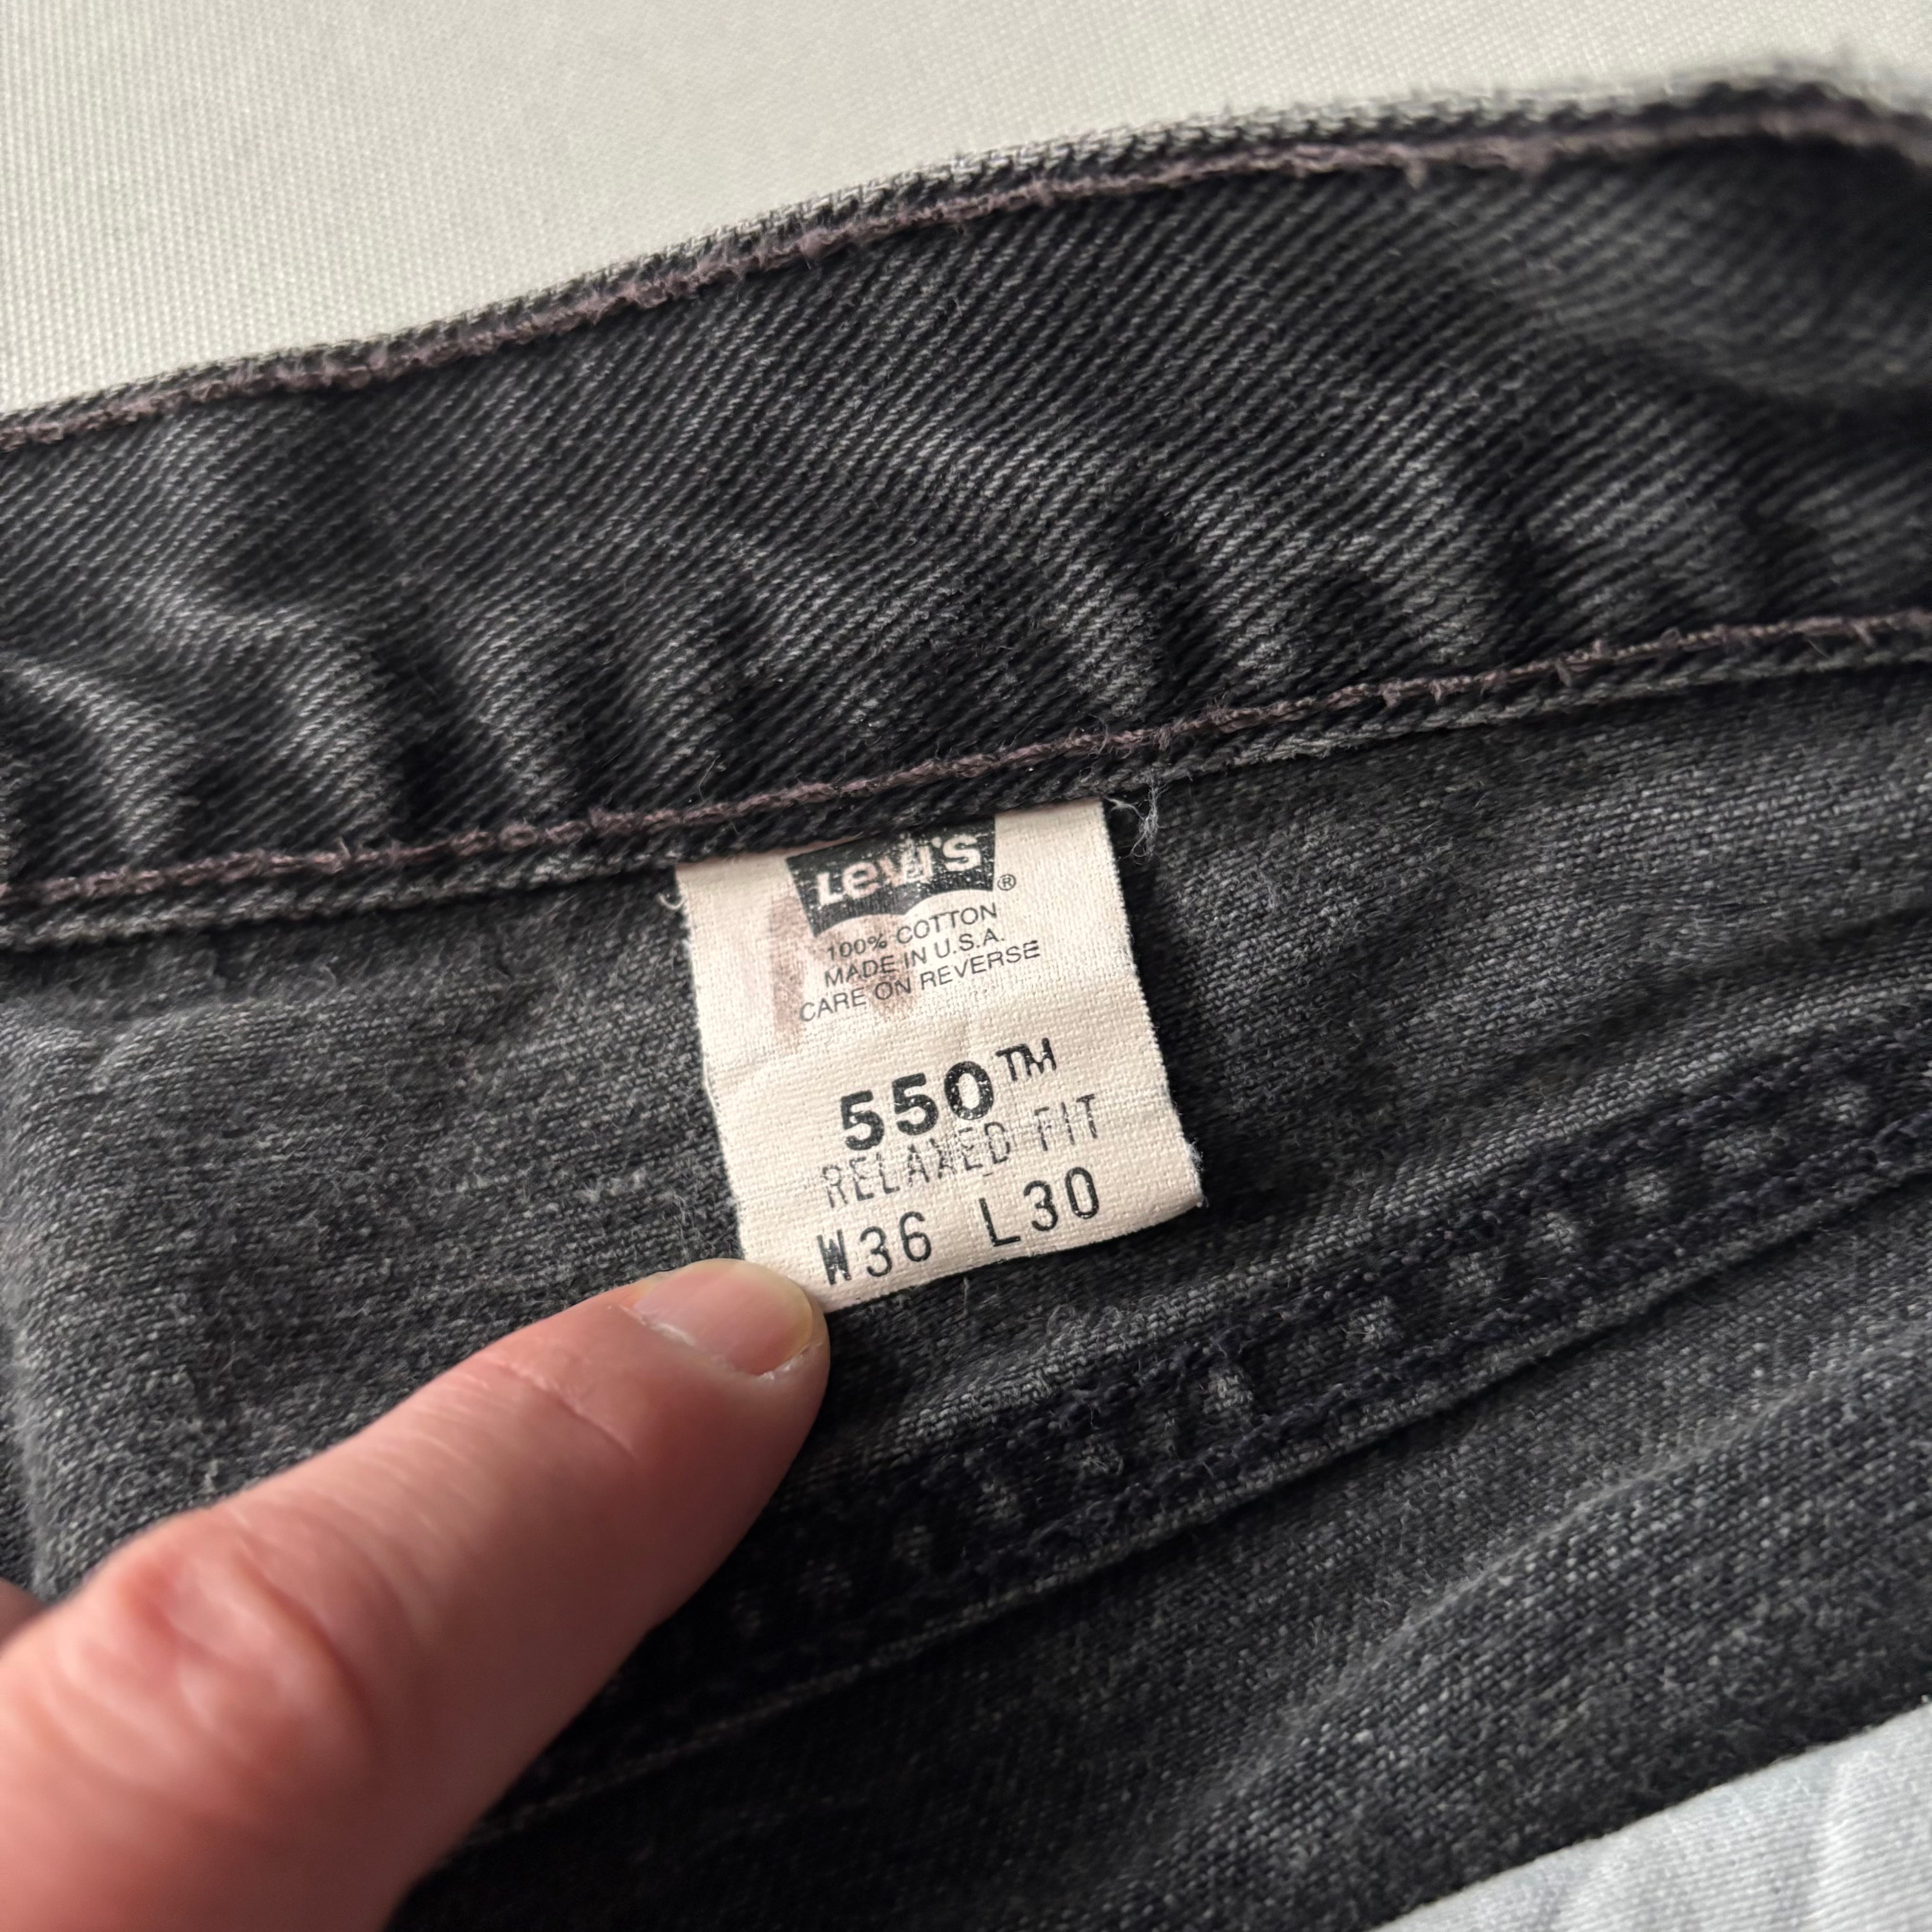 Levi's®
100% COTTON
MADE IN U.S.A.
CARE ON REVERSE
550™
RELAXED FIT
W36 L30